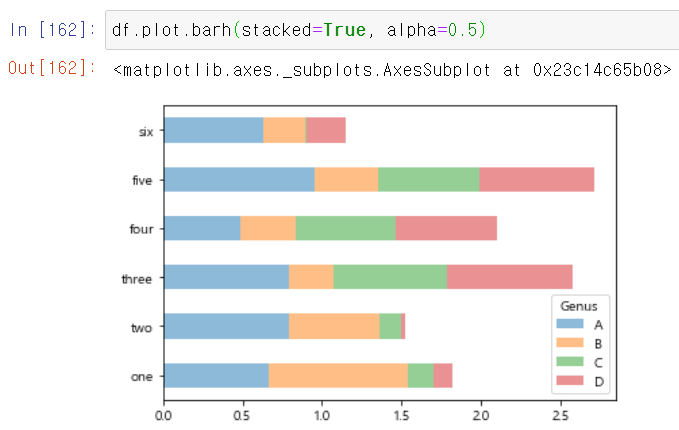 In [162]: df.plot.barh(stacked=True, alpha=0.5)
Out[162]: <matplotlib.axes._subplots.AxesSubplot at 0x23c14c65b08>
six
five
four
three
two
one
Genus
A
B
C
D
0.0 0.5 1.0 1.5 2.0 2.5